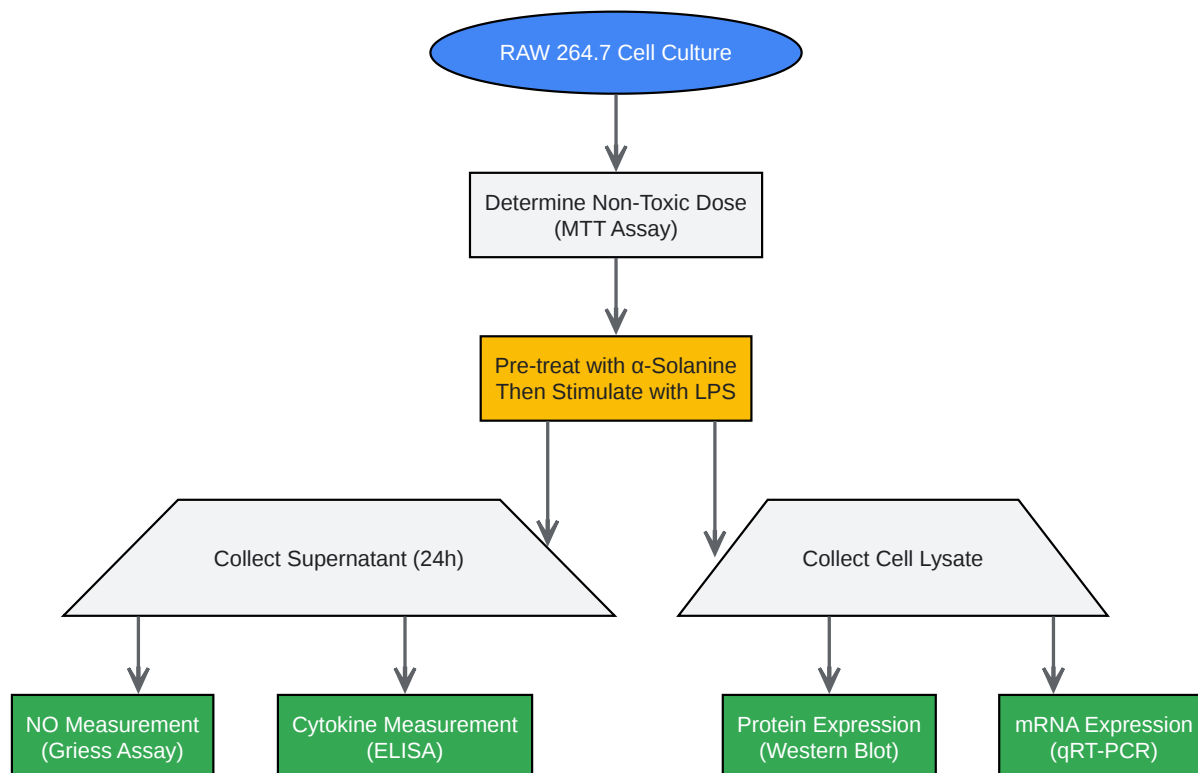 RAW 264.7 Cell Culture
Determine Non-Toxic Dose
(MTT Assay)
Pre-treat with α-Solanine
Then Stimulate with LPS
Collect Supernatant (24h)
Collect Cell Lysate
NO Measurement
(Griess Assay)
Cytokine Measurement
(ELISA)
Protein Expression
(Western Blot)
mRNA Expression
(qRT-PCR)